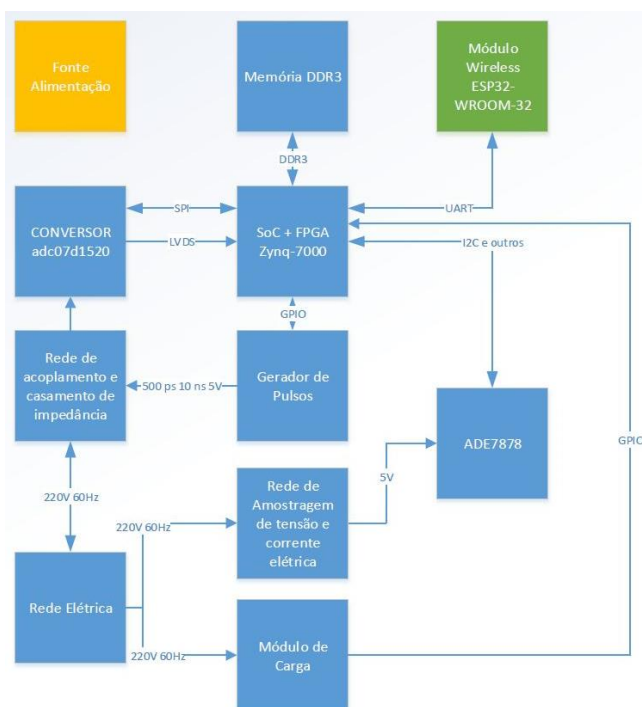 Fonte
Alimentação
Memória DDR3
Módulo
Wireless
ESP32-
WROOM-32
DDR3
CONVERSOR
adc07d1520
SPI
LVDS
SoC + FPGA
Zynq-7000
UART
I2C e outros
GPIO
Rede de
acoplamento e
casamento de
impedância
500 ps 10 ns 5V
Gerador de
Pulsos
ADE7878
GPIO
220V 60Hz
Rede de
Amostragem
de tensão e
corrente
elétrica
5V
220V 60Hz
Rede Elétrica
220V 60Hz
Módulo de
Carga